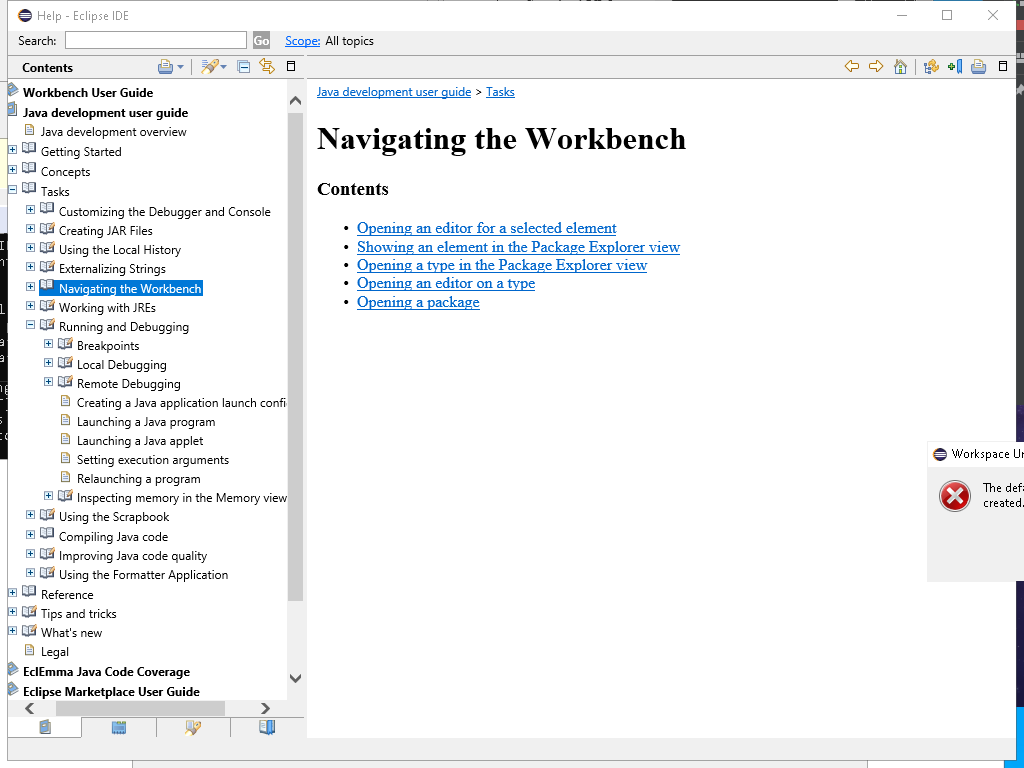 Help - Eclipse IDE
Search:
Go
Scope: All topics
Contents
Workbench User Guide
Java development user guide
Java development overview
Getting Started
Concepts
Tasks
Customizing the Debugger and Console
Creating JAR Files
Using the Local History
Externalizing Strings
Navigating the Workbench
Working with JREs
Running and Debugging
Breakpoints
Local Debugging
Remote Debugging
Creating a Java application launch confi
Launching a Java program
Launching a Java applet
Setting execution arguments
Relaunching a program
Inspecting memory in the Memory view
Using the Scrapbook
Compiling Java code
Improving Java code quality
Using the Formatter Application
Reference
Tips and tricks
What's new
Legal
EclEmma Java Code Coverage
Eclipse Marketplace User Guide
Java development user guide > Tasks
Navigating the Workbench
Contents
• Opening an editor for a selected element
• Showing an element in the Package Explorer view
• Opening a type in the Package Explorer view
• Opening an editor on a type
• Opening a package
Workspace Un
The defa
created.